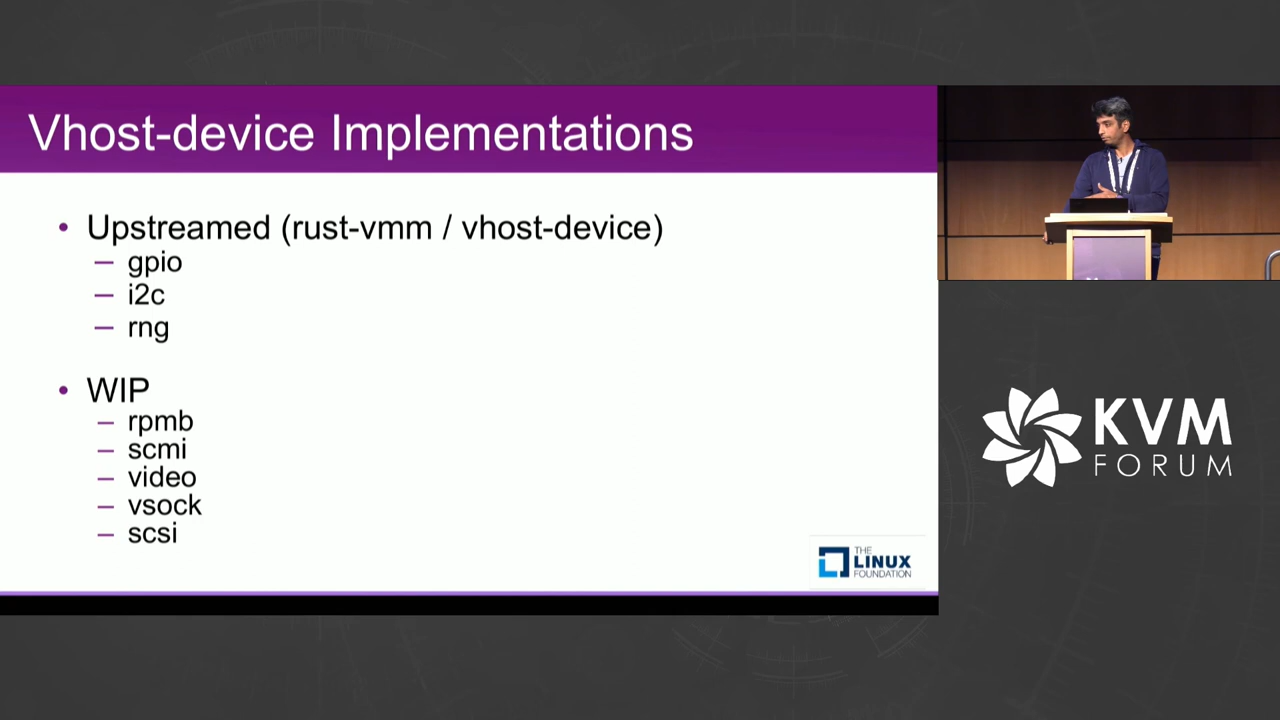 Vhost-device Implementations
• Upstreamed (rust-vmm / vhost-device)
– gpio
– i2c
– rng
• WIP
– rpmb
– scmi
– video
– vsock
– scsi
THE
LINUX
FOUNDATION
KVM
FORUM